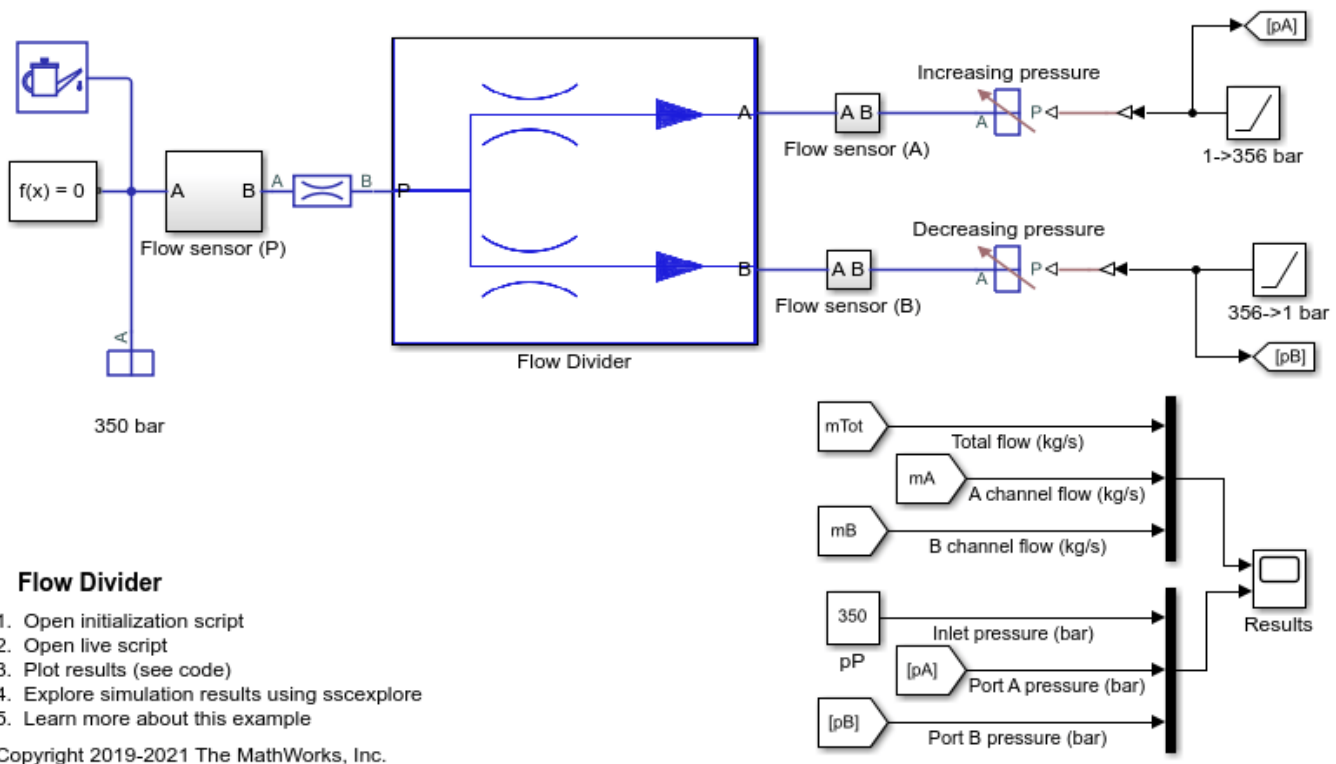 [pA]
Increasing pressure
A
A B
A
P
Flow sensor (A)
1->356 bar
f(x) = 0
A
B
A
B
P
Flow sensor (P)
Decreasing pressure
B
A B
A
P
Flow sensor (B)
356->1 bar
A
Flow Divider
[pB]
350 bar
mTot
Total flow (kg/s)
mA
A channel flow (kg/s)
mB
B channel flow (kg/s)
Flow Divider
1. Open initialization script
2. Open live script
3. Plot results (see code)
4. Explore simulation results using sscexplore
5. Learn more about this example
Copyright 2019-2021 The MathWorks, Inc.
350
Inlet pressure (bar)
pP
[pA]
Port A pressure (bar)
[pB]
Port B pressure (bar)
Results